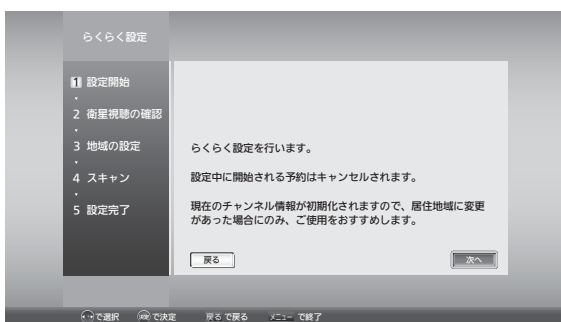 らくらく設定
1 設定開始
2 衛星視聴の確認
3 地域の設定
4 スキャン
5 設定完了
らくらく設定を行います。
設定中に開始される予約はキャンセルされます。
現在のチャンネル情報が初期化されますので、居住地域に変更
があった場合にのみ、ご使用をおすすめします。
戻る
次へ
で選択 決定 で決定 戻る で戻る メニュー で終了